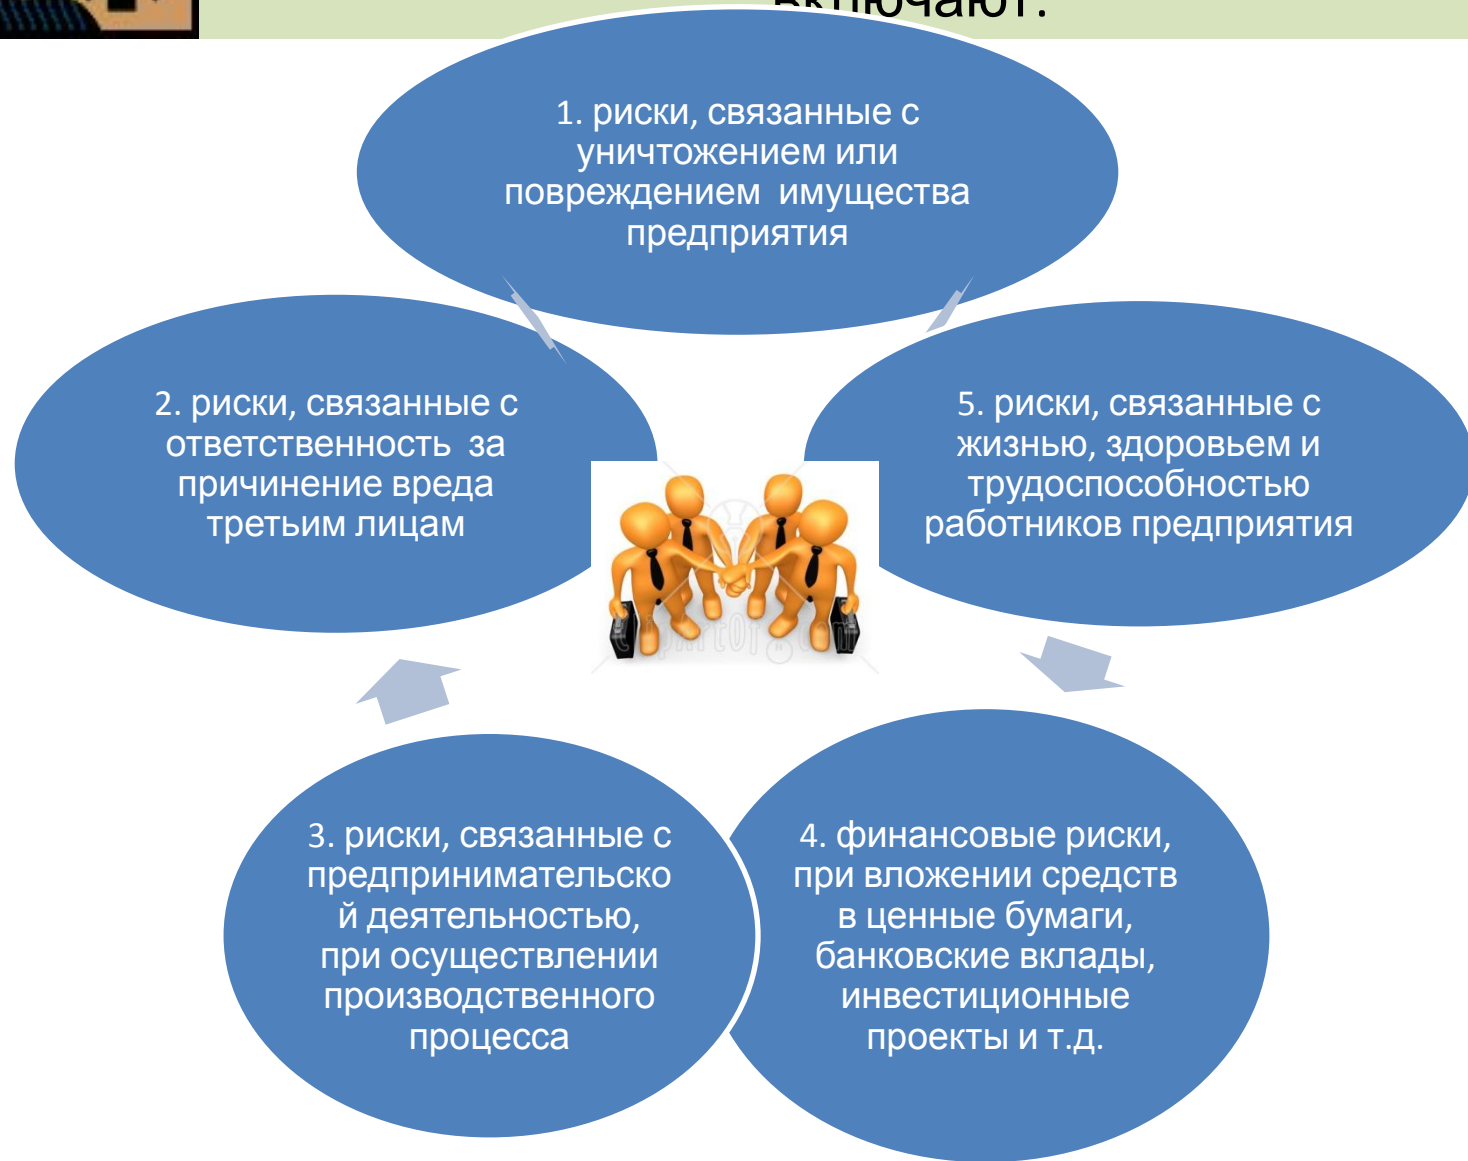 включают:
1. риски, связанные с
уничтожением или
повреждением имущества
предприятия
2. риски, связанные с
ответственность за
причинение вреда
третьим лицам
5. риски, связанные с
жизнью, здоровьем и
трудоспособностью
работников предприятия
3. риски, связанные с
предпринимательско
й деятельностью,
при осуществлении
производственного
процесса
4. финансовые риски,
при вложении средств
в ценные бумаги,
банковские вклады,
инвестиционные
проекты и т.д.